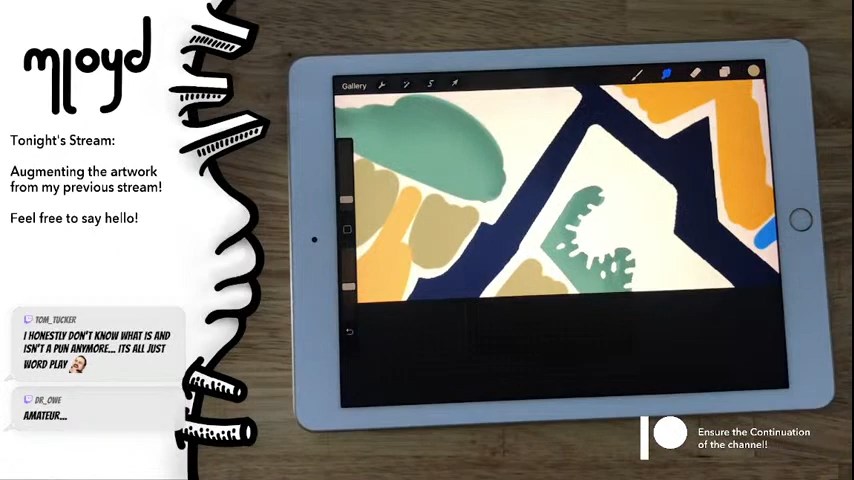 mlloyd
Tonight's Stream:
Augmenting the artwork
from my previous stream!
Feel free to say hello!
TOM_TUCKER
I HONESTLY DON'T KNOW WHAT IS AND
ISN'T A PUN ANYMORE... ITS ALL JUST
WORD PLAY
DR_OWE
AMATEUR...
Gallery
Ensure the Continuation
of the channel!